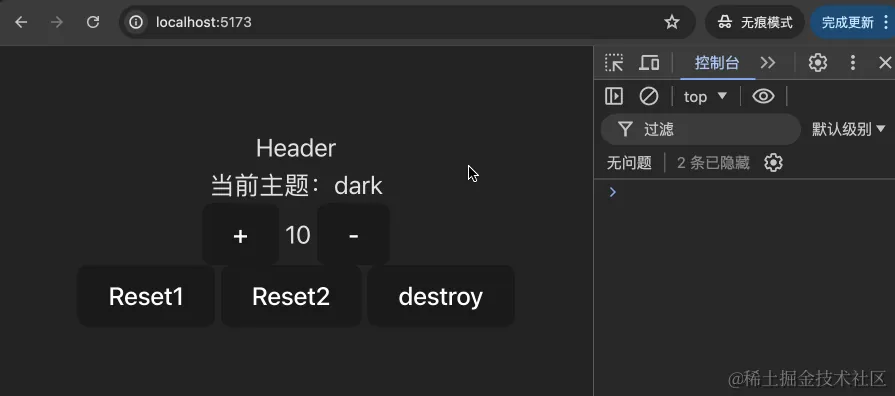 localhost:5173
无痕模式
完成更新
控制台
top
过滤
默认级别
无问题
2 条已隐藏
Header
当前主题：dark
+ 10 -
Reset1 Reset2 destroy
@稀土掘金技术社区